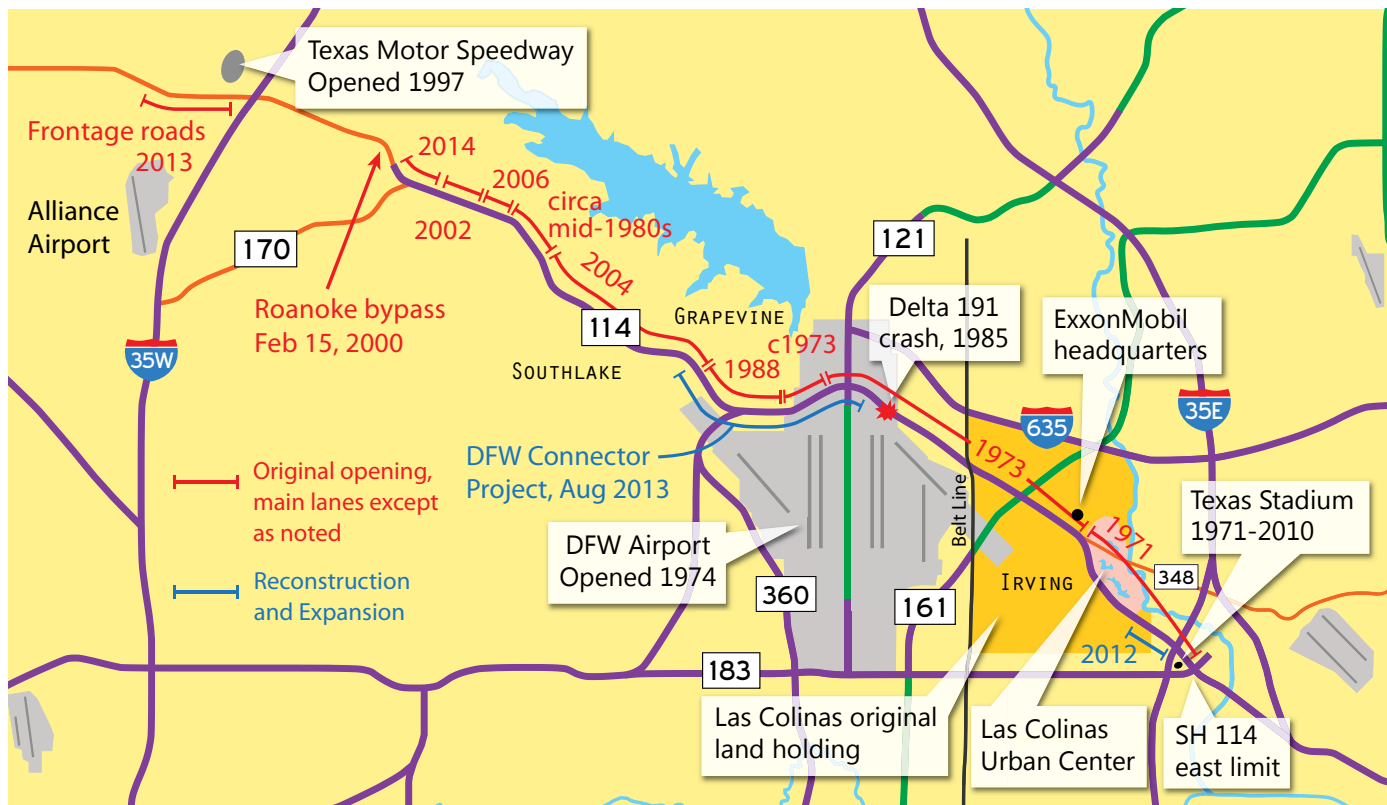 Texas Motor Speedway
Opened 1997
Frontage roads
2013
2014
2006
circa
mid-1980s
2002
2004
Alliance
Airport
170
121
Roanoke bypass
Feb 15, 2000
114
GRAPEVINE
Delta 191
crash, 1985
ExxonMobil
headquarters
35W
SOUTHLAKE
1988
c1973
635
35E
Original opening,
main lanes except
as noted
DFW Connector
Project, Aug 2013
1973
Belt Line
Texas Stadium
1971-2010
1971
DFW Airport
Opened 1974
Reconstruction
and Expansion
360
161
IRVING
348
2012
183
Las Colinas original
land holding
Las Colinas
Urban Center
SH 114
east limit